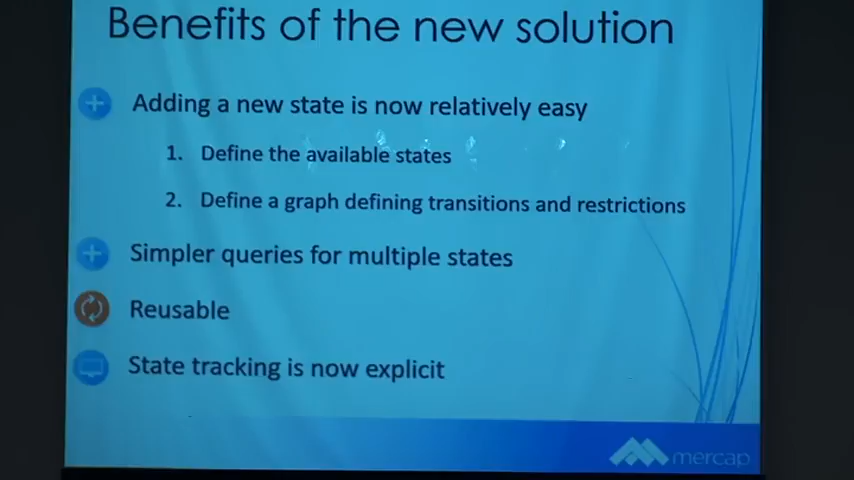 Benefits of the new solution
Adding a new state is now relatively easy
1. Define the available states
2. Define a graph defining transitions and restrictions
Simpler queries for multiple states
Reusable
State tracking is now explicit
mercap